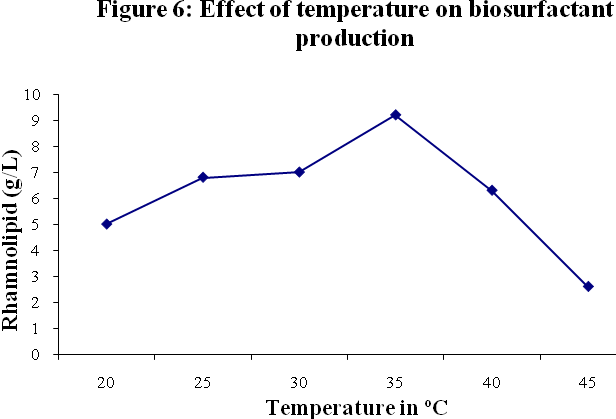 Figure 6: Effect of temperature on biosurfactant
production
Rhamnolipid (g/L)
10
9
8
7
6
5
4
3
2
1
0
20 25 30 35 40 45
Temperature in ºC